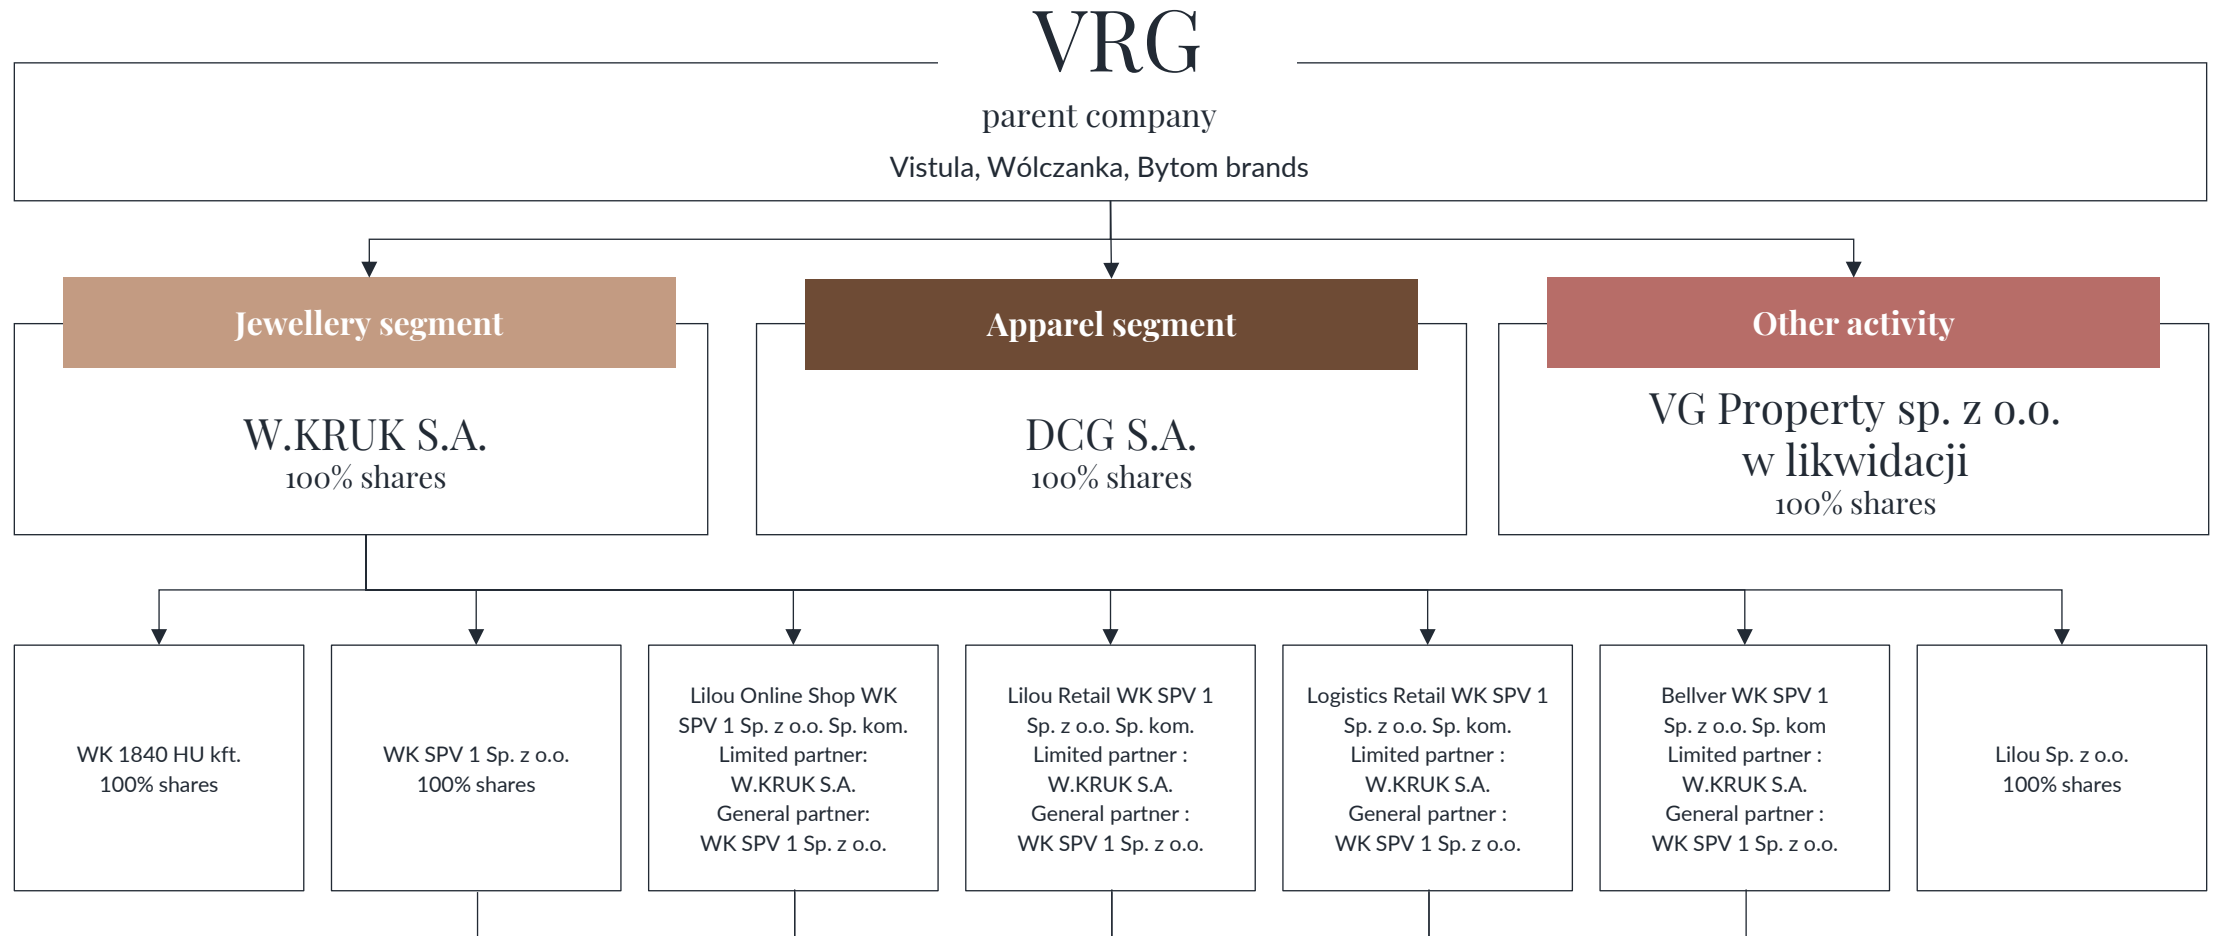 VRG
parent company
Vistula, Wólczanka, Bytom brands
Jewellery segment
W.KRUK S.A.
100% shares
Apparel segment
DCG S.A.
100% shares
Other activity
VG Property sp. z o.o.
w likwidacji
100% shares
WK 1840 HU kft.
100% shares
WK SPV 1 Sp. z o.o.
100% shares
Lilou Online Shop WK
SPV 1 Sp. z o.o. Sp. kom.
Limited partner:
W.KRUK S.A.
General partner:
WK SPV 1 Sp. z o.o.
Lilou Retail WK SPV 1
Sp. z o.o. Sp. kom.
Limited partner :
W.KRUK S.A.
General partner :
WK SPV 1 Sp. z o.o.
Logistics Retail WK SPV 1
Sp. z o.o. Sp. kom.
Limited partner :
W.KRUK S.A.
General partner :
WK SPV 1 Sp. z o.o.
Bellver WK SPV 1
Sp. z o.o. Sp. kom
Limited partner :
W.KRUK S.A.
General partner :
WK SPV 1 Sp. z o.o.
Lilou Sp. z o.o.
100% shares